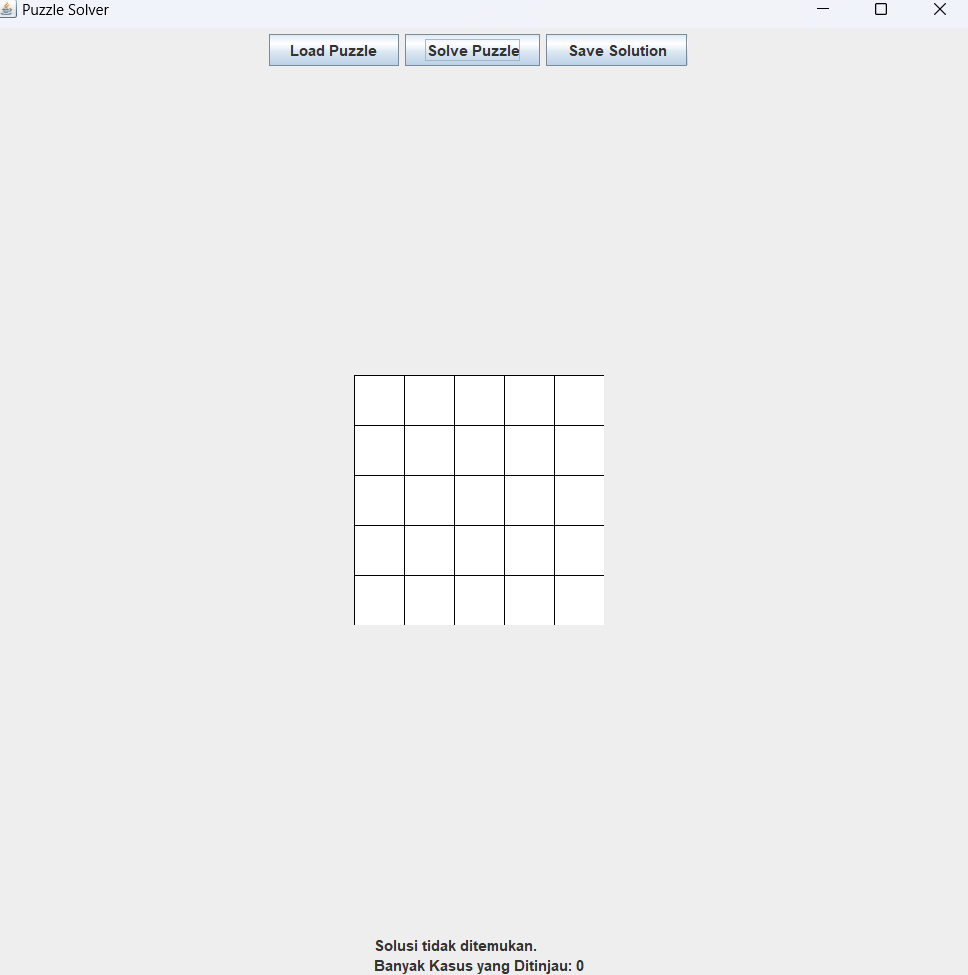 Puzzle Solver
Load Puzzle Solve Puzzle Save Solution
Solusi tidak ditemukan.
Banyak Kasus yang Ditinjau: 0